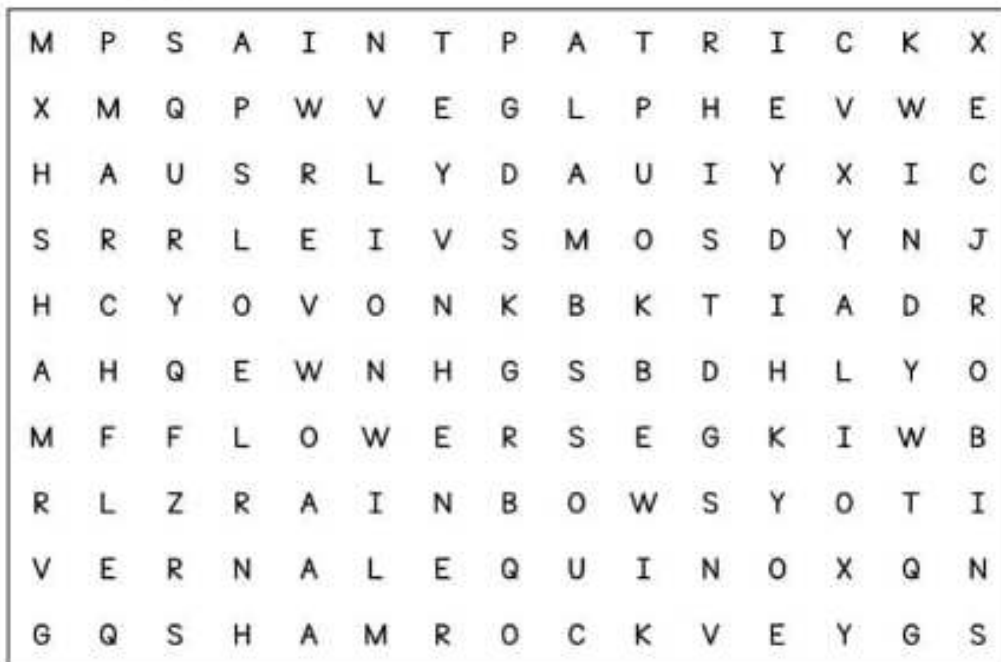 M P S A I N T P A T R I C K X
X M Q P W V E G L P H E V W E
H A U S R L Y D A U I Y X I C
S R R L E I V S M O S D Y N J
H C Y O V O N K B K T I A D R
A H Q E W N H G S B D H L Y O
M F F L O W E R S E G K I W B
R L Z R A I N B O W S Y O T I
V E R N A L E Q U I N O X Q N
G Q S H A M R O C K V E Y G S